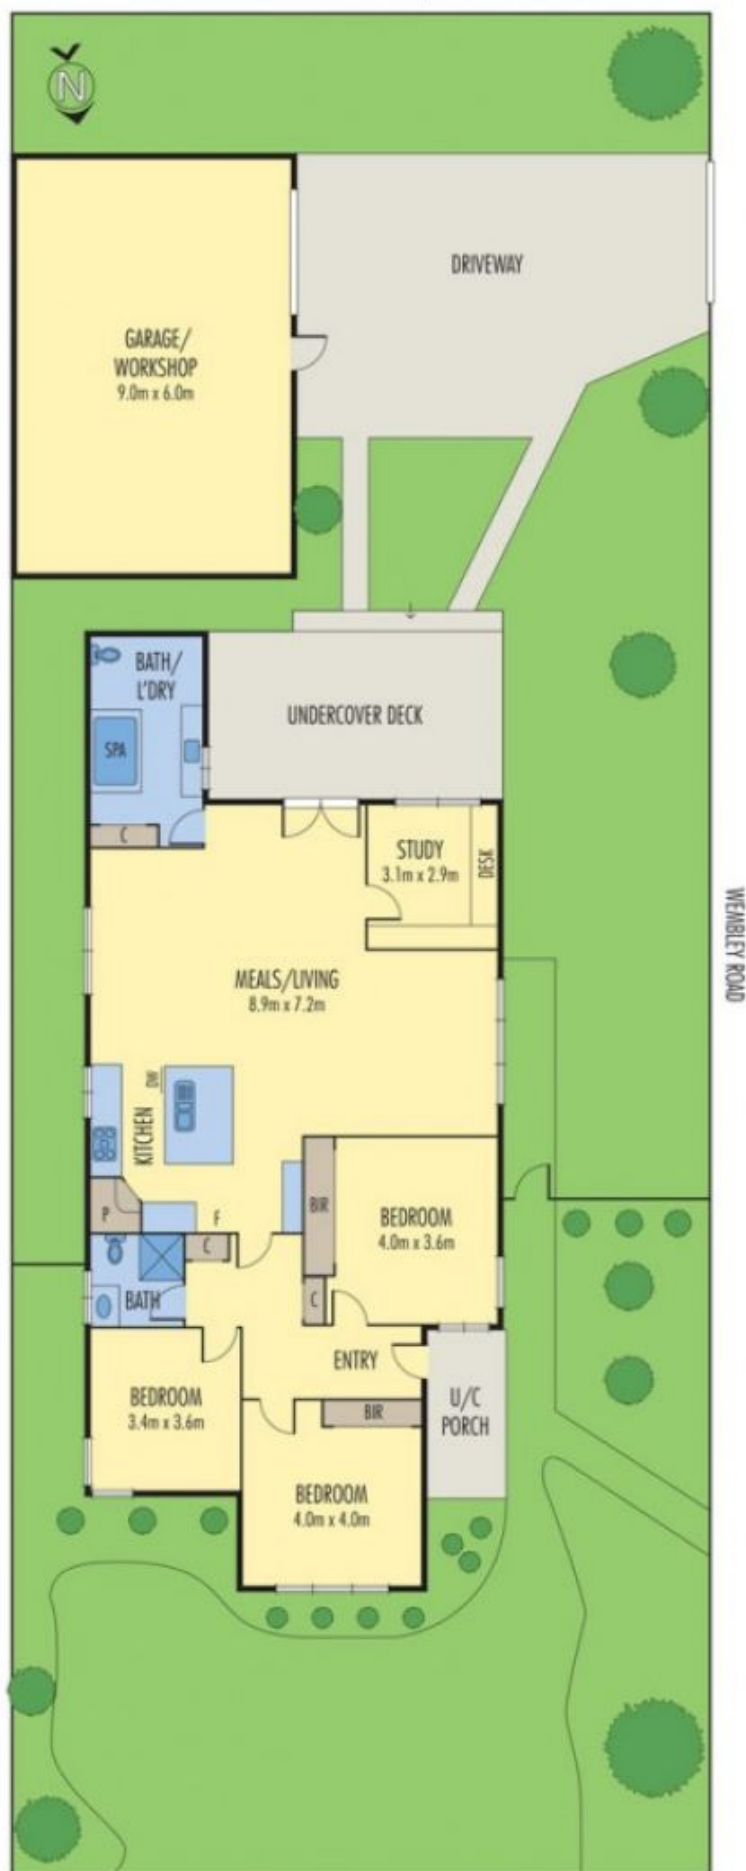 N
DRIVEWAY
GARAGE/
WORKSHOP
9.0m x 6.0m
BATH/
L'DRY
SPA
C
UNDERCOVER DECK
STUDY
3.1m x 2.9m
DESK
WEMBLEY ROAD
MEALS/LIVING
8.9m x 7.2m
DW
KITCHEN
P
F
BIR
BEDROOM
4.0m x 3.6m
C
BATH
C
ENTRY
BEDROOM
3.4m x 3.6m
BIR
U/C
PORCH
BEDROOM
4.0m x 4.0m